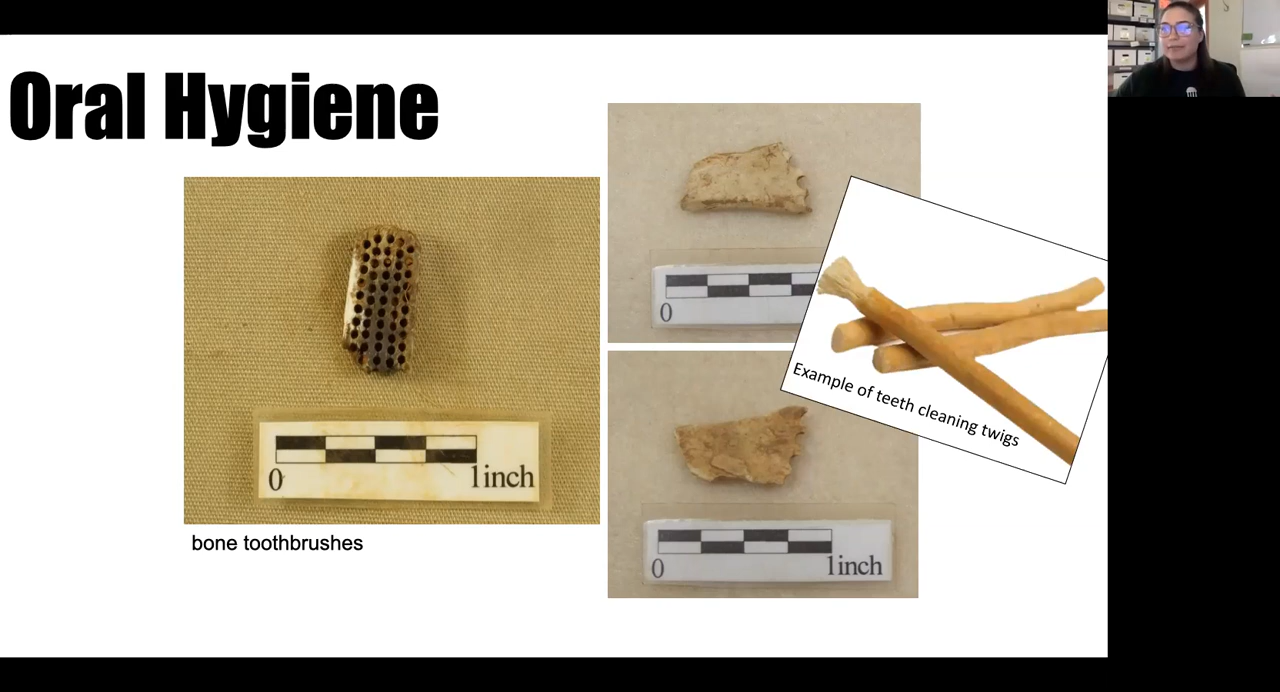 Oral Hygiene
0
1inch
bone toothbrushes
0
0
1inch
Example of teeth cleaning twigs